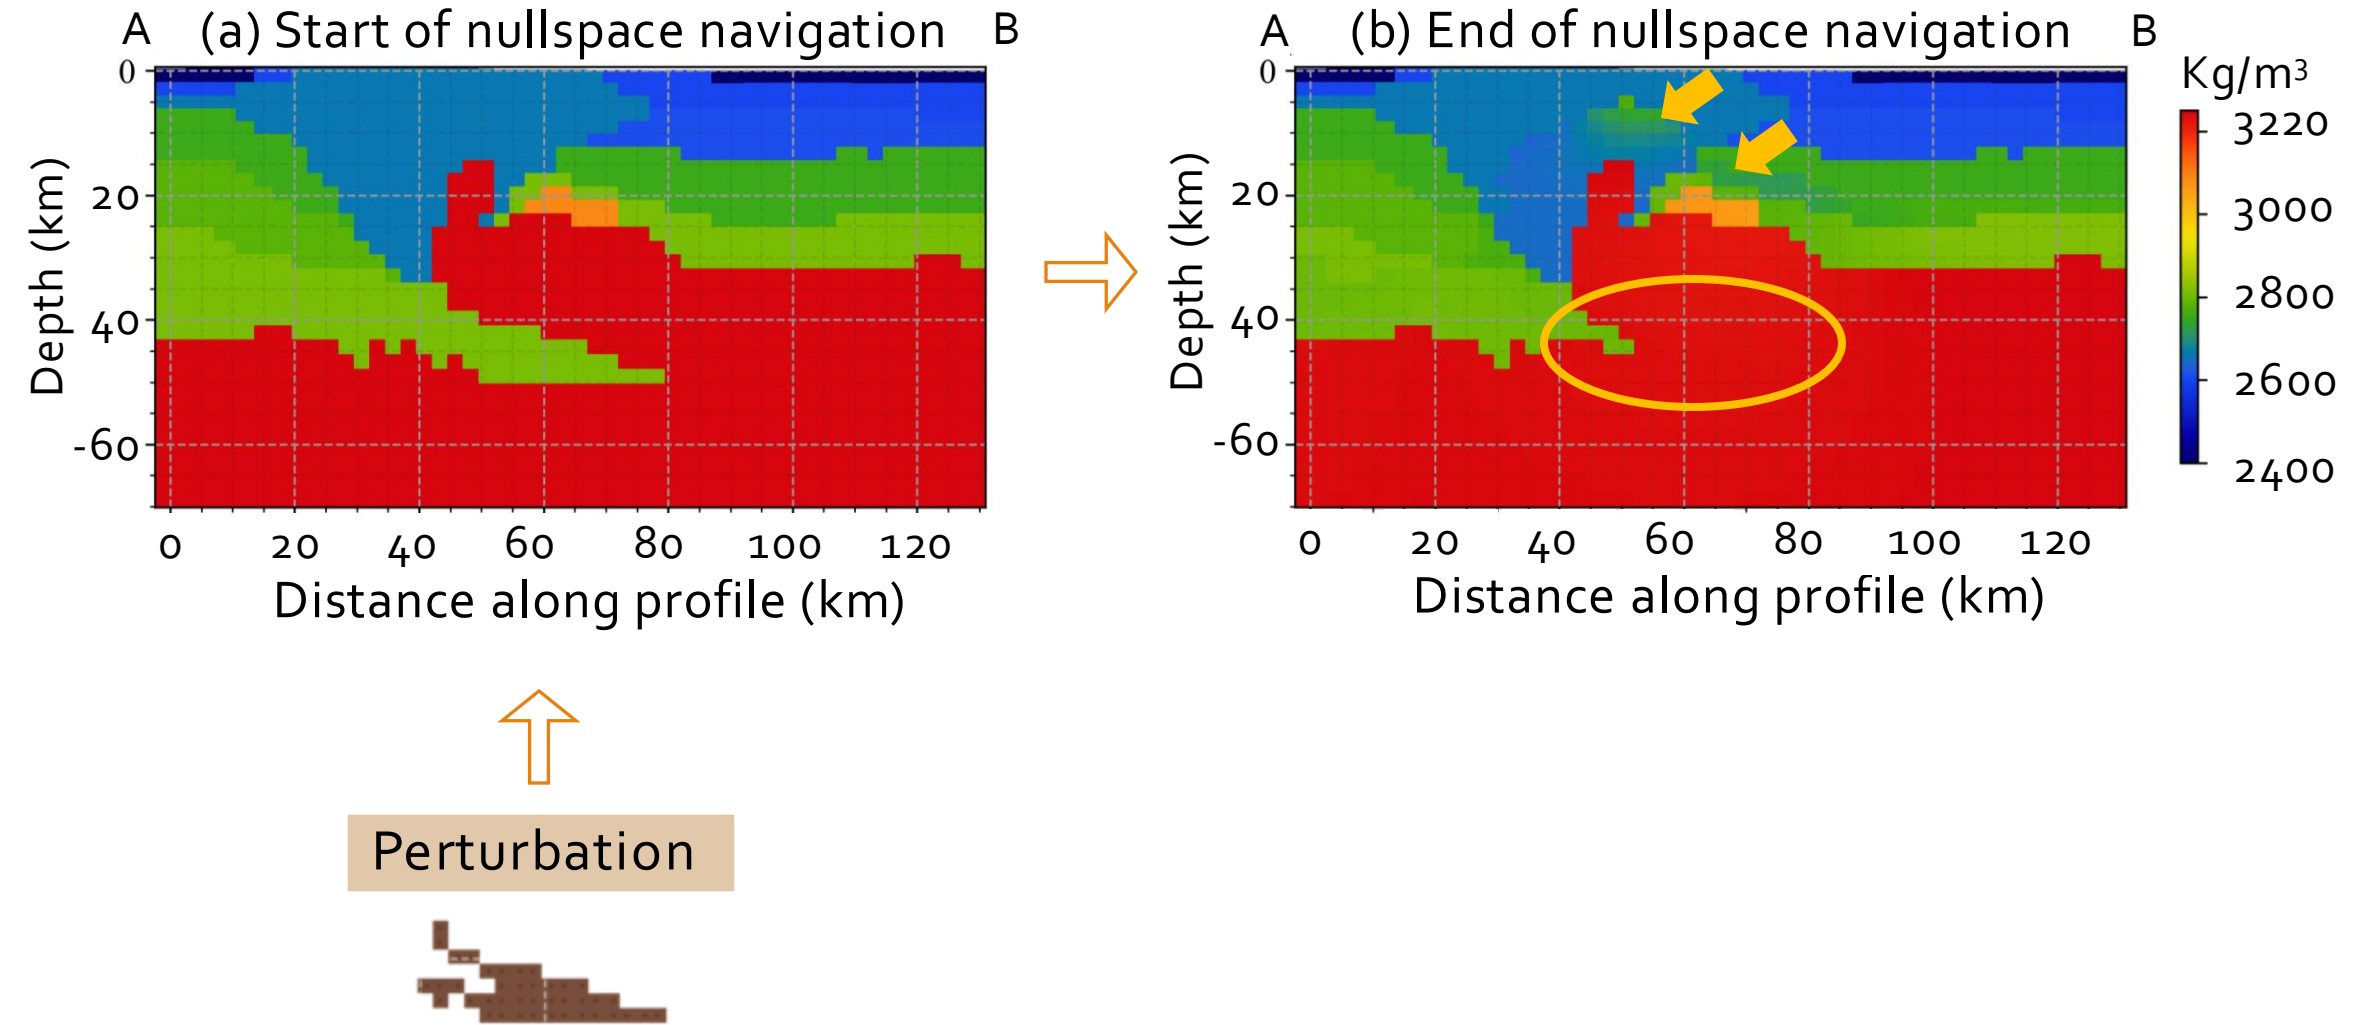 A (a) Start of nullspace navigation B
A (b) End of nullspace navigation B
Kg/m³
0
20
40
-60
Depth (km)
0 20 40 60 80 100 120
Distance along profile (km)
0
20
40
-60
Depth (km)
0 20 40 60 80 100 120
Distance along profile (km)
3220
3000
2800
2600
2400
Perturbation